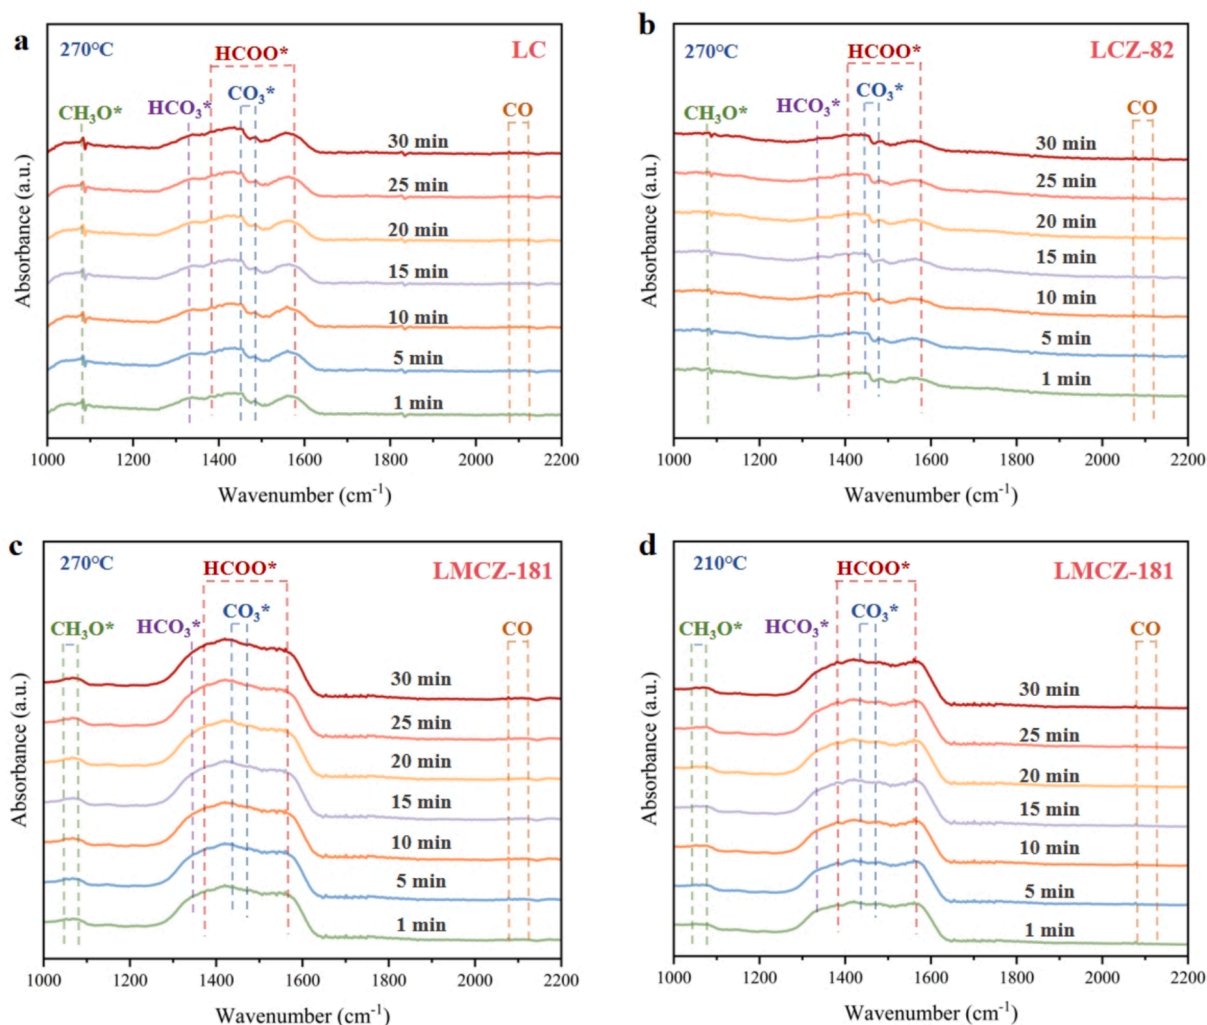 a
270°C
HCOO*
LC
CH₃O*
HCO₃*
CO₃*
CO
30 min
25 min
20 min
15 min
10 min
5 min
1 min
Absorbance (a.u.)
1000 1200 1400 1600 1800 2000 2200
Wavenumber (cm⁻¹)
b
270°C
HCOO*
LCZ-82
CH₃O*
HCO₃*
CO₃*
CO
30 min
25 min
20 min
15 min
10 min
5 min
1 min
Absorbance (a.u.)
1000 1200 1400 1600 1800 2000 2200
Wavenumber (cm⁻¹)
c
270°C
HCOO*
LMCZ-181
CH₃O*
HCO₃*
CO₃*
CO
30 min
25 min
20 min
15 min
10 min
5 min
1 min
Absorbance (a.u.)
1000 1200 1400 1600 1800 2000 2200
Wavenumber (cm⁻¹)
d
210°C
HCOO*
LMCZ-181
CH₃O*
HCO₃*
CO₃*
CO
30 min
25 min
20 min
15 min
10 min
5 min
1 min
Absorbance (a.u.)
1000 1200 1400 1600 1800 2000 2200
Wavenumber (cm⁻¹)